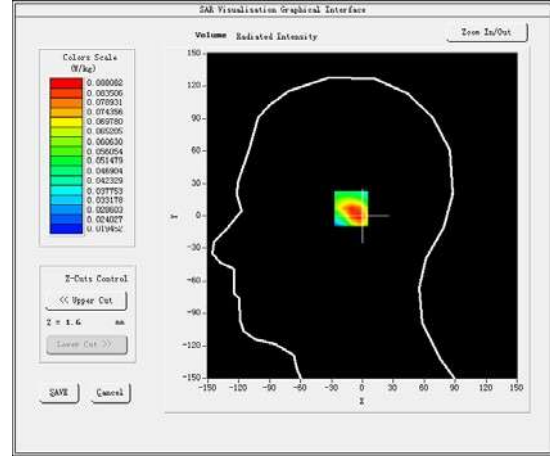 SAR Visualisation Graphical Interface
Volume Radiated Intensity
Zoom In/Out
Colors Scale
(W/kg)
0.088082
0.083506
0.078931
0.074356
0.069780
0.065205
0.060630
0.056054
0.051479
0.046904
0.042329
0.037753
0.033178
0.028603
0.024027
0.019452
Z-Cuts Control
<< Upper Cut
Z = 1.6 mm
Lower Cut >>
SAVE
Cancel
150
120
90
60
30
0
-30
-60
-90
-120
-150
Y
-150 -120 -90 -60 -30 0 30 60 90 120 150
X